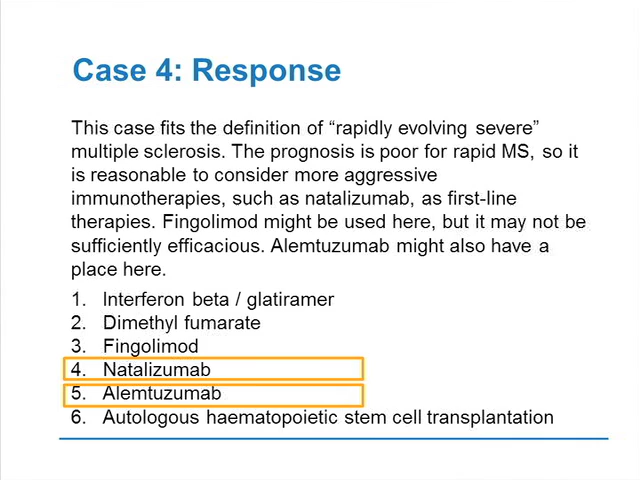 Case 4: Response
This case fits the definition of “rapidly evolving severe”
multiple sclerosis. The prognosis is poor for rapid MS, so it
is reasonable to consider more aggressive
immunotherapies, such as natalizumab, as first-line
therapies. Fingolimod might be used here, but it may not be
sufficiently efficacious. Alemtuzumab might also have a
place here.
1. Interferon beta / glatiramer
2. Dimethyl fumarate
3. Fingolimod
4. Natalizumab
5. Alemtuzumab
6. Autologous haematopoietic stem cell transplantation